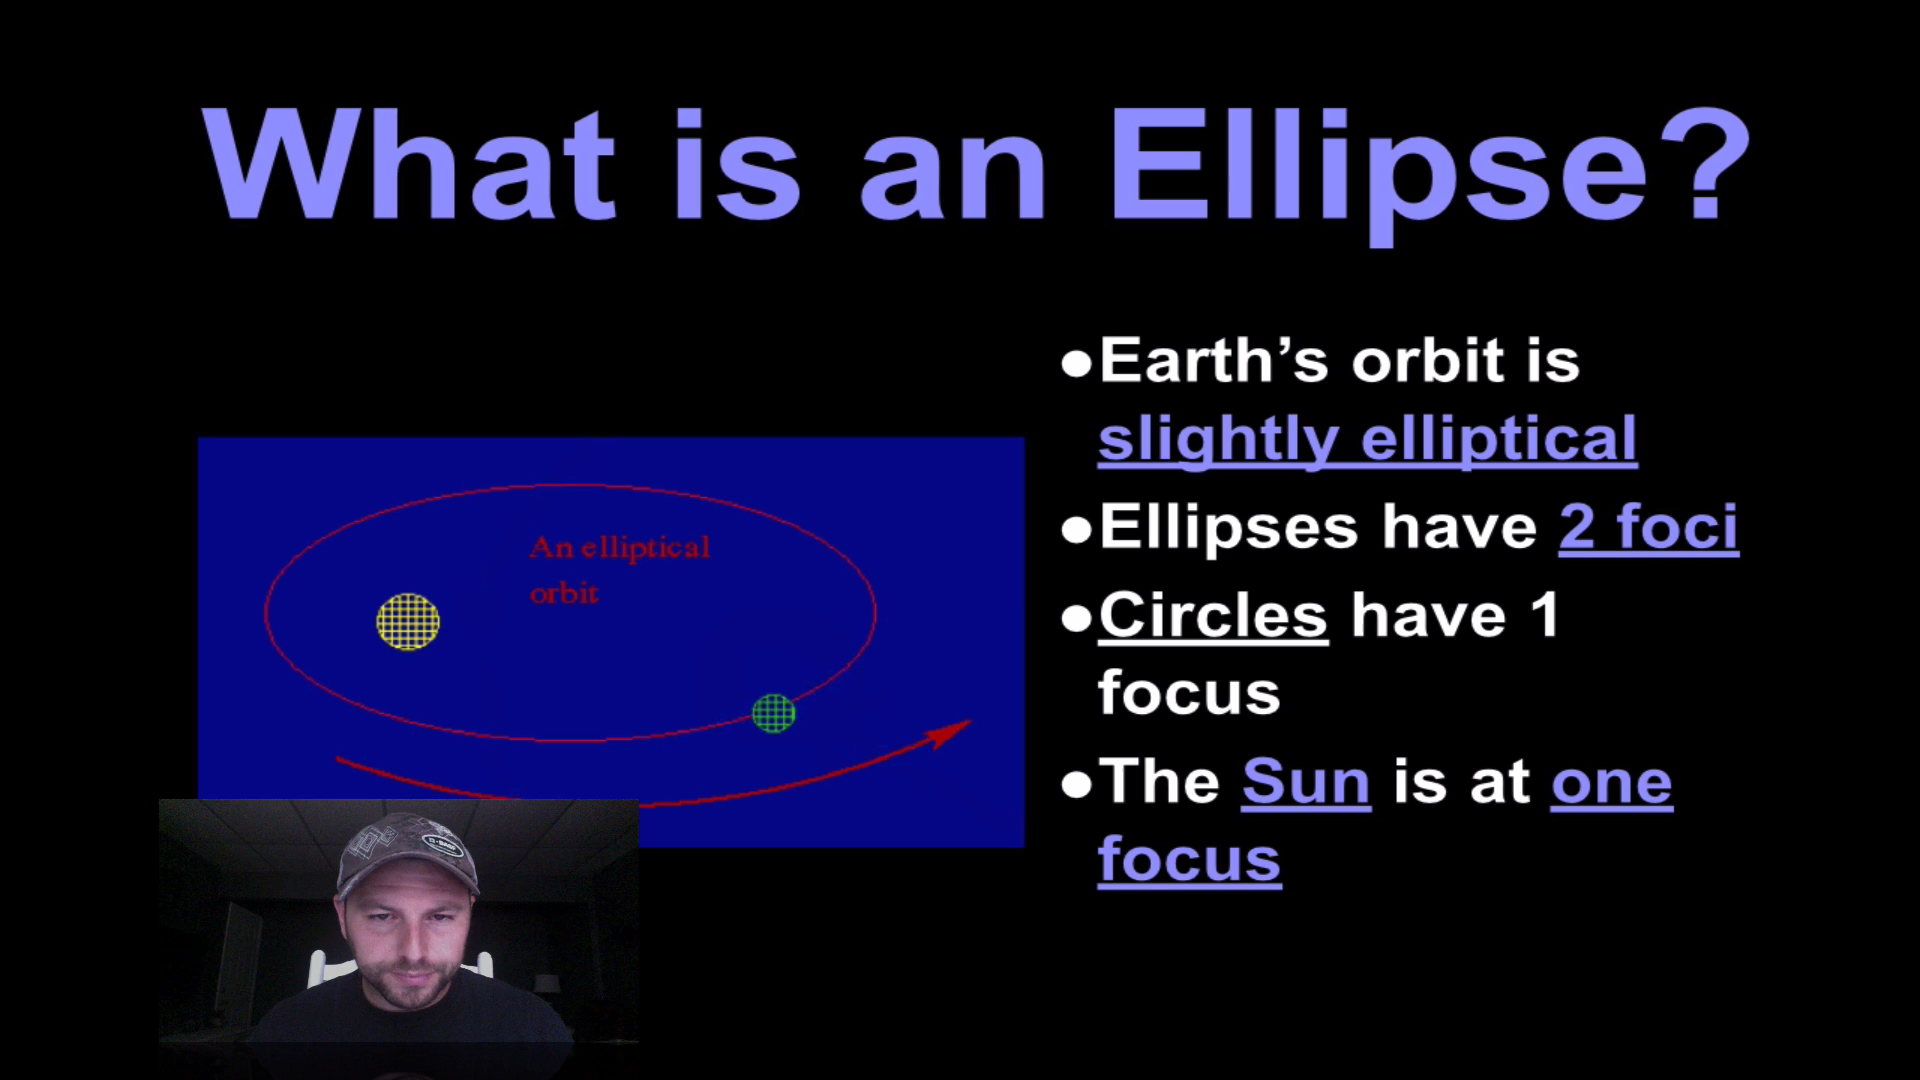 What is an Ellipse?
●Earth’s orbit is
slightly elliptical
●Ellipses have 2 foci
●Circles have 1
focus
●The Sun is at one
focus
An elliptical
orbit